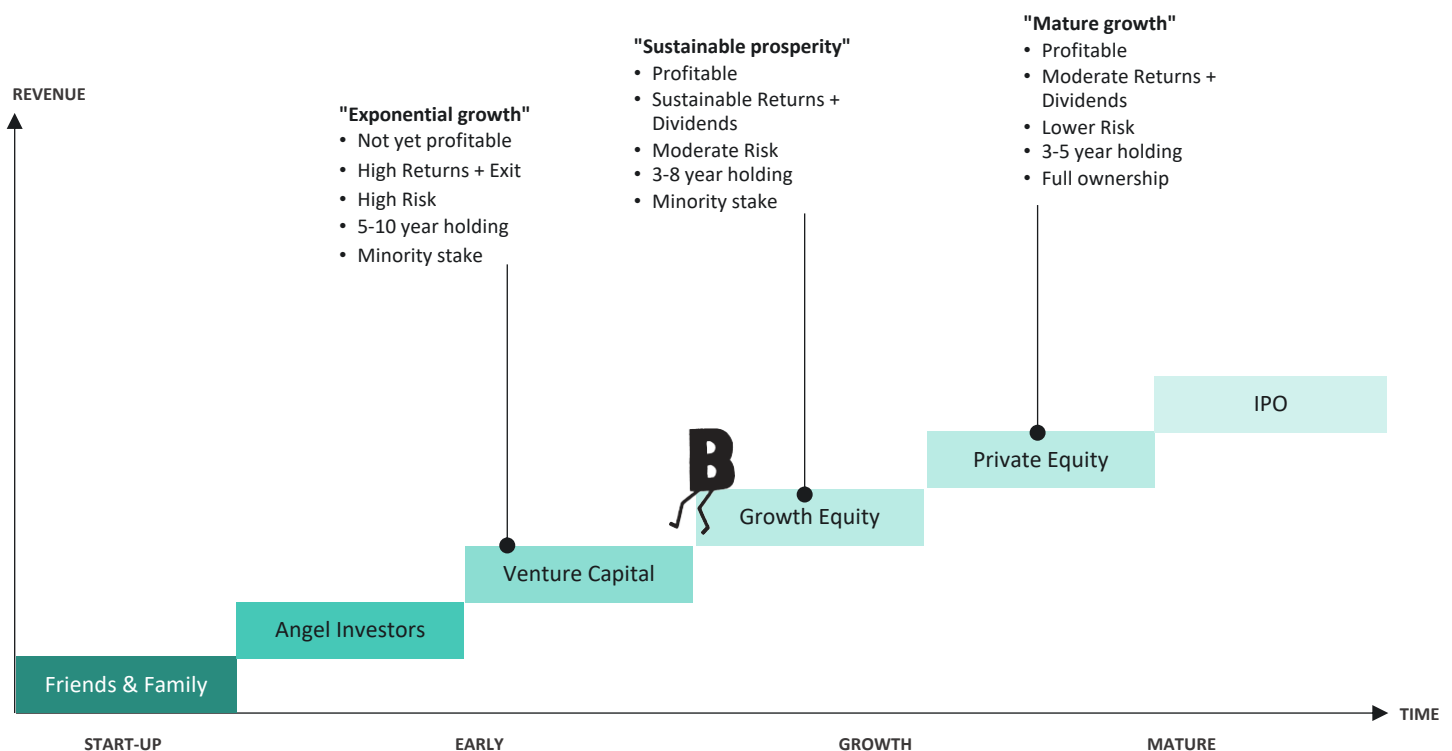 "Mature growth"
• Profitable
• Moderate Returns +
Dividends
• Lower Risk
• 3-5 year holding
• Full ownership
"Sustainable prosperity"
• Profitable
• Sustainable Returns +
Dividends
• Moderate Risk
• 3-8 year holding
• Minority stake
REVENUE
"Exponential growth"
• Not yet profitable
• High Returns + Exit
• High Risk
• 5-10 year holding
• Minority stake
IPO
Private Equity
B
Growth Equity
Venture Capital
Angel Investors
Friends & Family
TIME
START-UP
EARLY
GROWTH
MATURE